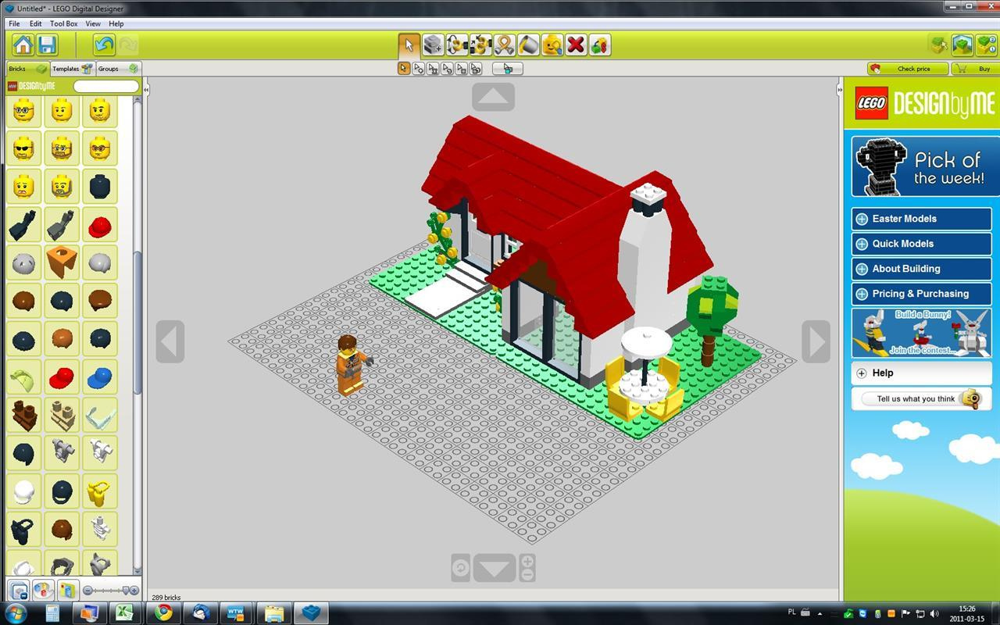 Untitled* - LEGO Digital Designer
File Edit Tool Box View Help
Bricks Templates Groups
Check price
Buy
LEGO DESIGNbyME
LEGO DESIGNbyME
Pick of
the week!
Easter Models
Quick Models
About Building
Pricing & Purchasing
Build a Bunny!
Join the contest...
Help
Tell us what you think
289 bricks
WTW
PL
15:26
2011-03-15